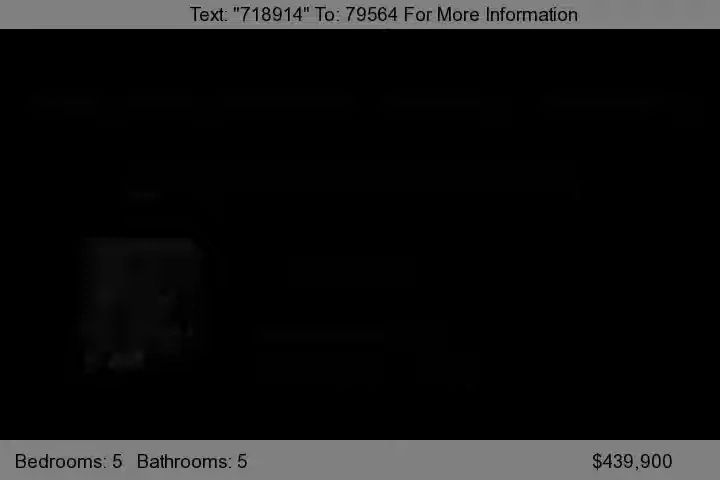 Text: "718914" To: 79564 For More Information
Bedrooms: 5 Bathrooms: 5 $439,900